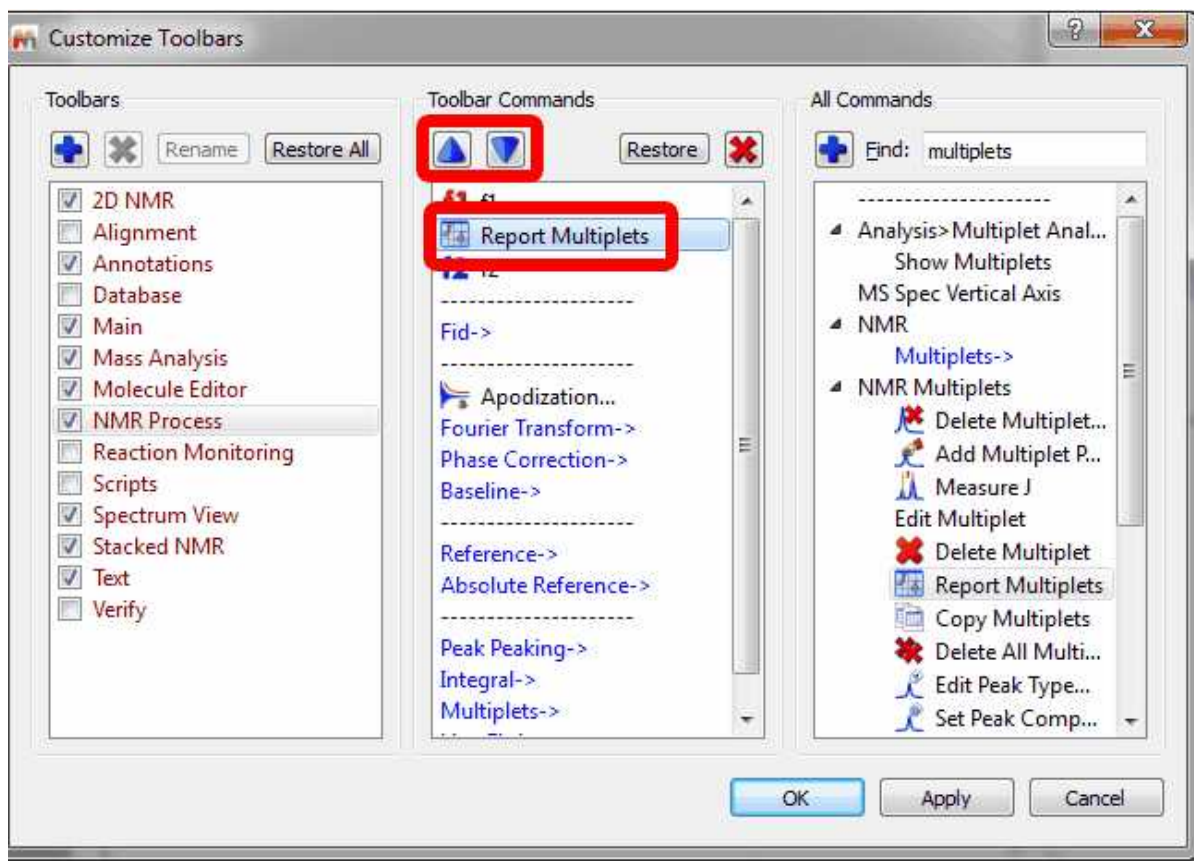 Customize Toolbars
Toolbars
Rename
Restore All
2D NMR
Alignment
Annotations
Database
Main
Mass Analysis
Molecule Editor
NMR Process
Reaction Monitoring
Scripts
Spectrum View
Stacked NMR
Text
Verify
Toolbar Commands
Restore
f1
Report Multiplets
f2
---------------------
Fid->
---------------------
Apodization...
Fourier Transform->
Phase Correction->
Baseline->
---------------------
Reference->
Absolute Reference->
---------------------
Peak Peaking->
Integral->
Multiplets->
All Commands
Find: multiplets
---------------------
Analysis>Multiplet Anal...
Show Multiplets
MS Spec Vertical Axis
NMR
Multiplets->
NMR Multiplets
Delete Multiplet...
Add Multiplet P...
Measure J
Edit Multiplet
Delete Multiplet
Report Multiplets
Copy Multiplets
Delete All Multi...
Edit Peak Type...
Set Peak Comp...
OK
Apply
Cancel